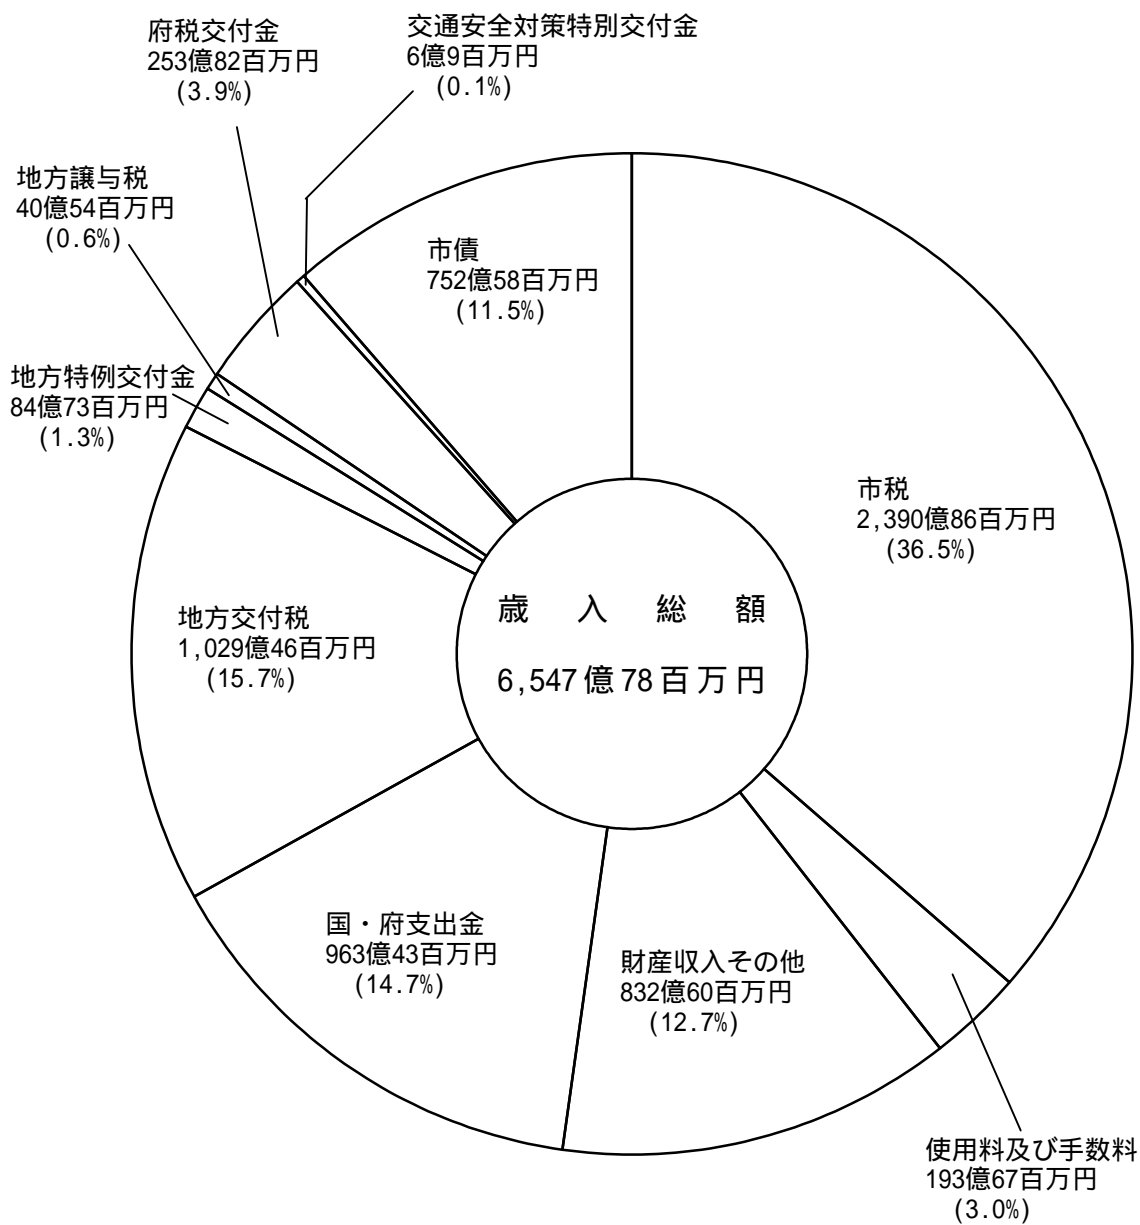 府税交付金
253億82百万円
(3.9%)
交通安全対策特別交付金
6億9百万円
(0.1%)
地方譲与税
40億54百万円
(0.6%)
市債
752億58百万円
(11.5%)
地方特例交付金
84億73百万円
(1.3%)
市税
2,390億86百万円
(36.5%)
歳入総額
6,547億78百万円
地方交付税
1,029億46百万円
(15.7%)
国・府支出金
963億43百万円
(14.7%)
財産収入その他
832億60百万円
(12.7%)
使用料及び手数料
193億67百万円
(3.0%)